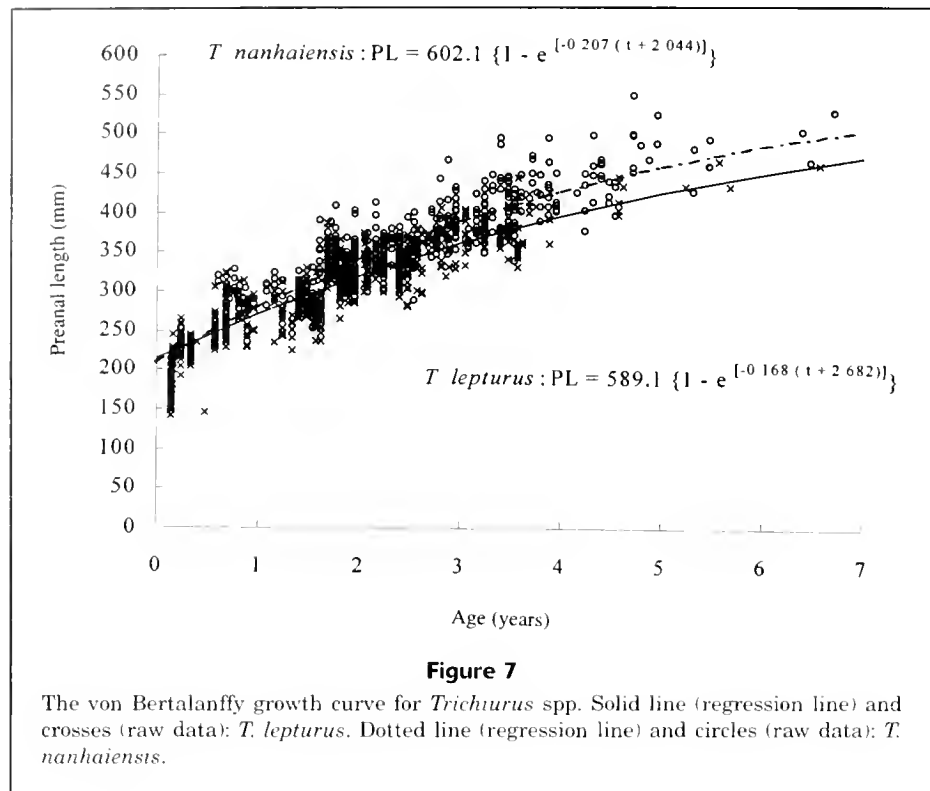 600
T nanhaiensis : PL = 602.1 {1 - e [-0 207 ( t + 2 044)]}
550
500
450
400
350
300
250
200
150
100
50
0
Preanal length (mm)
T lepturus : PL = 589.1 {1 - e [-0 168 ( t + 2 682)]}
0 1 2 3 4 5 6 7
Age (years)
Figure 7
The von Bertalanffy growth curve for Trichiurus spp. Solid line (regression line) and
crosses (raw data): T. lepturus. Dotted line (regression line) and circles (raw data): T.
nanhaiensis.